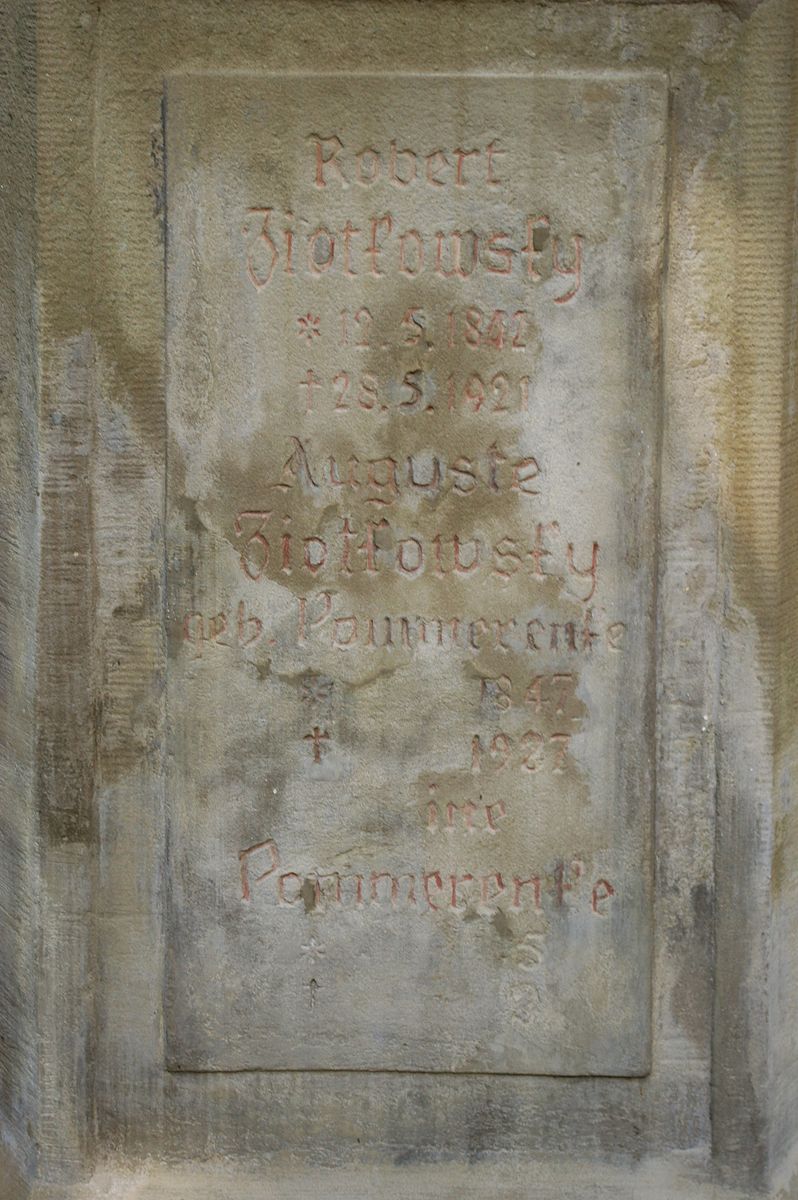 Robert
Ziotkowsky
* 12. 5. 1842
† 28. 5. 1921
Auguste
Ziotkowsky
geb. Pommerenke
* 1847
† 1927
Pommerenke
*
†